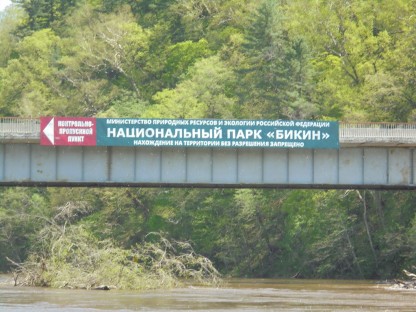 КОНТРОЛЬНО-
ПРОПУСКНОЙ
ПУНКТ
МИНИСТЕРСТВО ПРИРОДНЫХ РЕСУРСОВ И ЭКОЛОГИИ РОССИЙСКОЙ ФЕДЕРАЦИИ
НАЦИОНАЛЬНЫЙ ПАРК «БИКИН»
НАХОЖДЕНИЕ НА ТЕРРИТОРИИ БЕЗ РАЗРЕШЕНИЯ ЗАПРЕЩЕНО